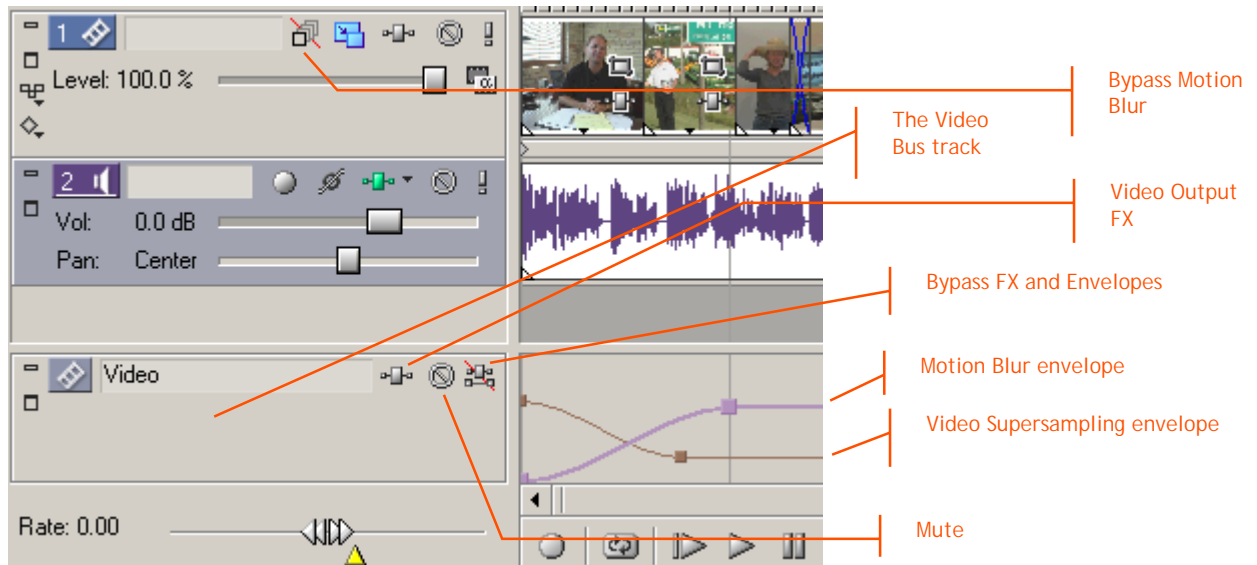 1
Level: 100.0 %
2
Vol: 0.0 dB
Pan: Center
Video
Rate: 0.00
Bypass Motion
Blur
The Video
Bus track
Video Output
FX
Bypass FX and Envelopes
Motion Blur envelope
Video Supersampling envelope
Mute